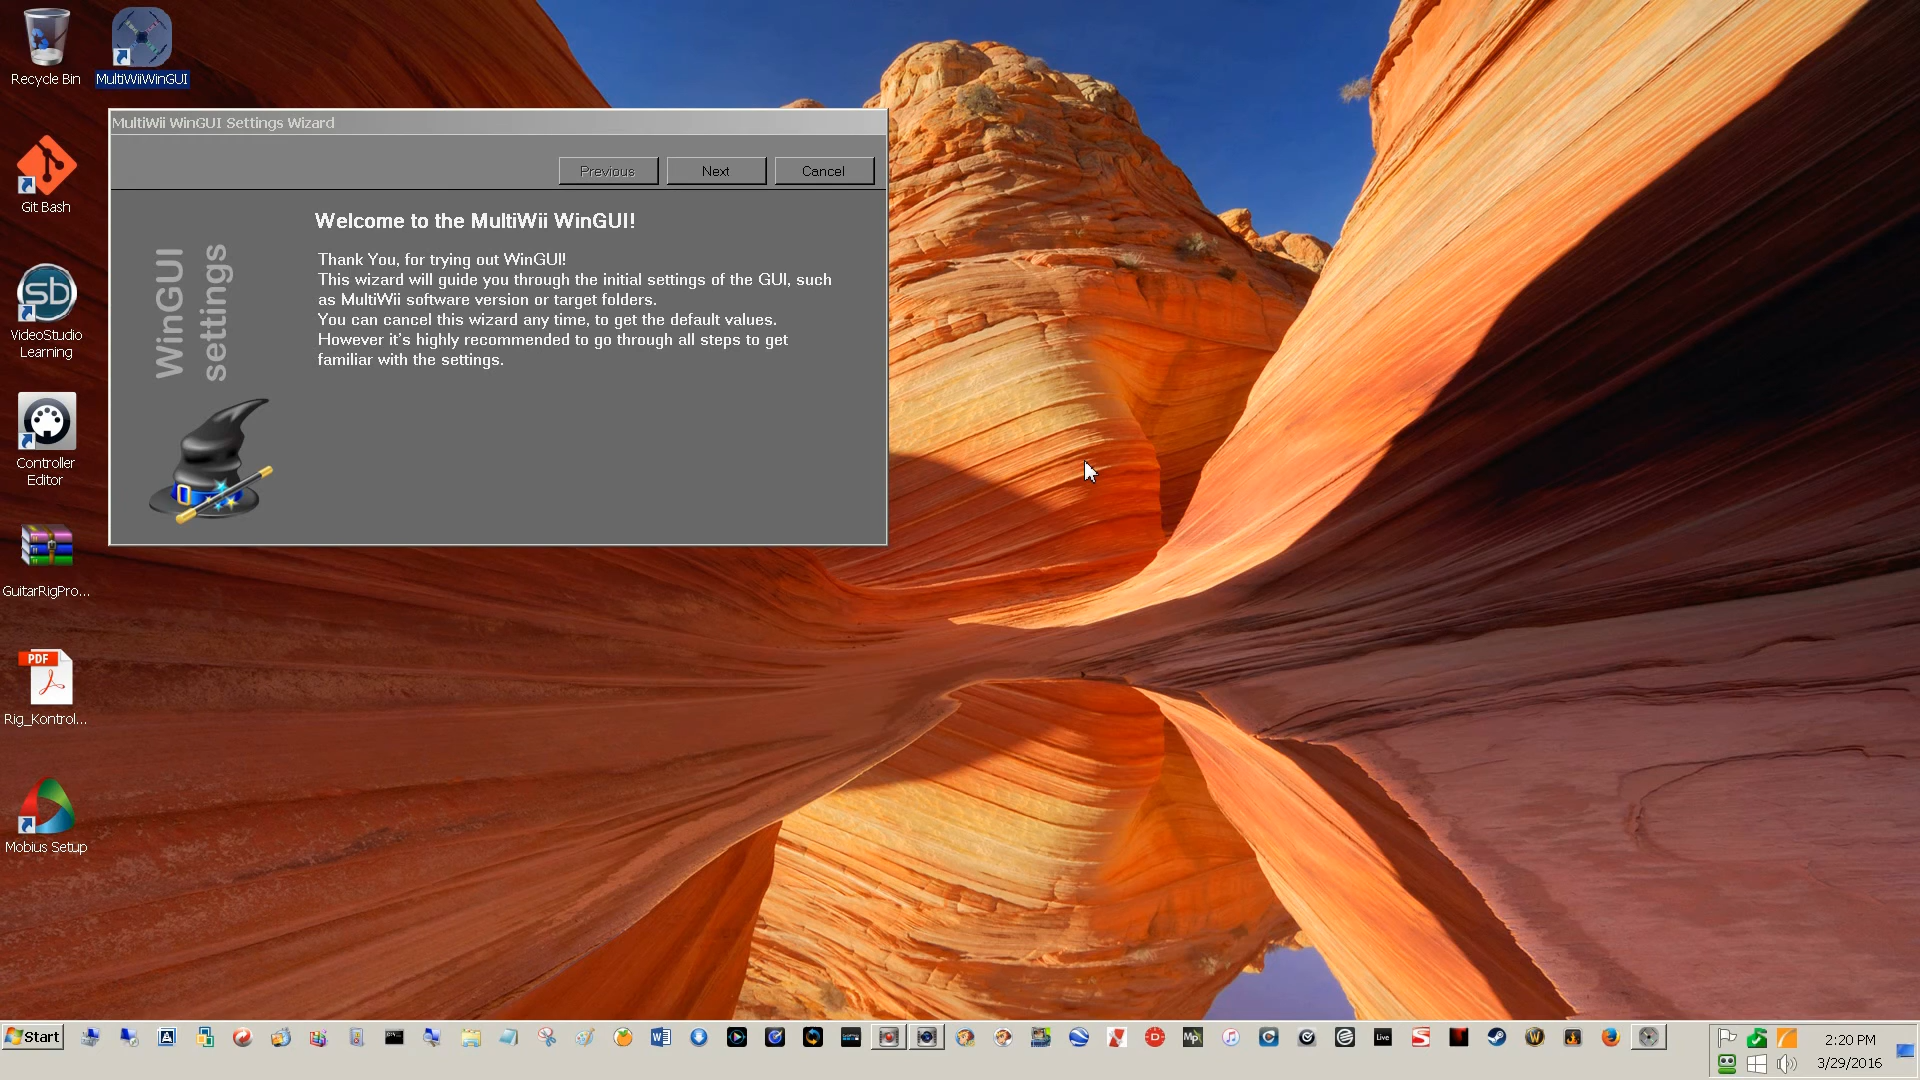 Recycle Bin
MultiWiiWinGUI
Git Bash
VideoStudio
Learning
Controller
Editor
GuitarRigPro...
PDF
Rig_Kontrol...
Mobius Setup
MultiWii WinGUI Settings Wizard
Previous
Next
Cancel
WinGUI
settings
Welcome to the MultiWii WinGUI!
Thank You, for trying out WinGUI!
This wizard will guide you through the initial settings of the GUI, such
as MultiWii software version or target folders.
You can cancel this wizard any time, to get the default values.
However it's highly recommended to go through all steps to get
familiar with the settings.
Start
Live
2:20 PM
3/29/2016